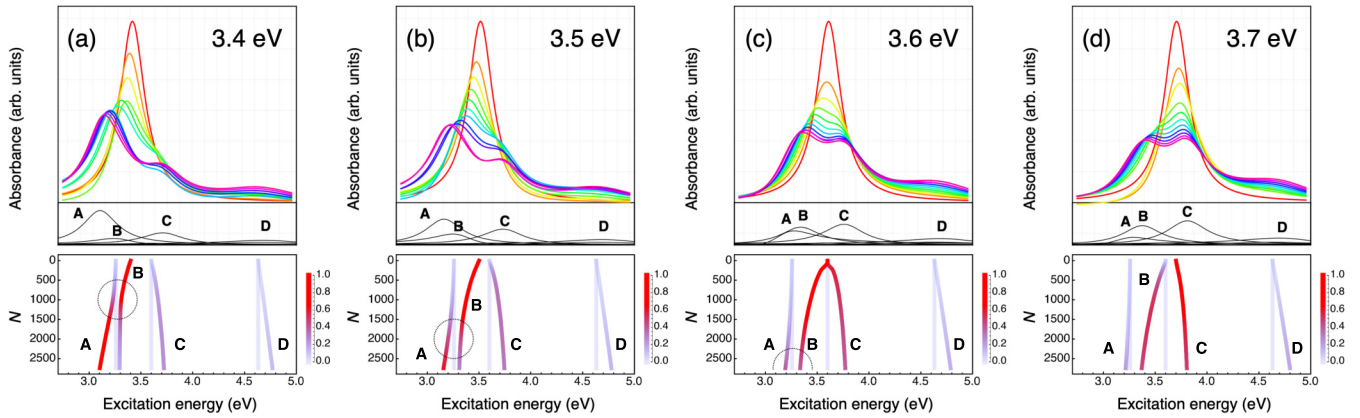 (a) 3.4 eV
Absorbance (arb. units)
A
B
C
D
0
500
1000
1500
2000
2500
N
B
A
C
D
1.0
0.8
0.6
0.4
0.2
0.0
3.0 3.5 4.0 4.5 5.0
Excitation energy (eV)
(b) 3.5 eV
Absorbance (arb. units)
A
B
C
D
0
500
1000
1500
2000
2500
N
B
A
C
D
1.0
0.8
0.6
0.4
0.2
0.0
3.0 3.5 4.0 4.5 5.0
Excitation energy (eV)
(c) 3.6 eV
Absorbance (arb. units)
A B
C
D
0
500
1000
1500
2000
2500
N
A B C D
1.0
0.8
0.6
0.4
0.2
0.0
3.0 3.5 4.0 4.5 5.0
Excitation energy (eV)
(d) 3.7 eV
Absorbance (arb. units)
A B
C
D
0
500
1000
1500
2000
2500
N
B
A C D
1.0
0.8
0.6
0.4
0.2
0.0
3.0 3.5 4.0 4.5 5.0
Excitation energy (eV)